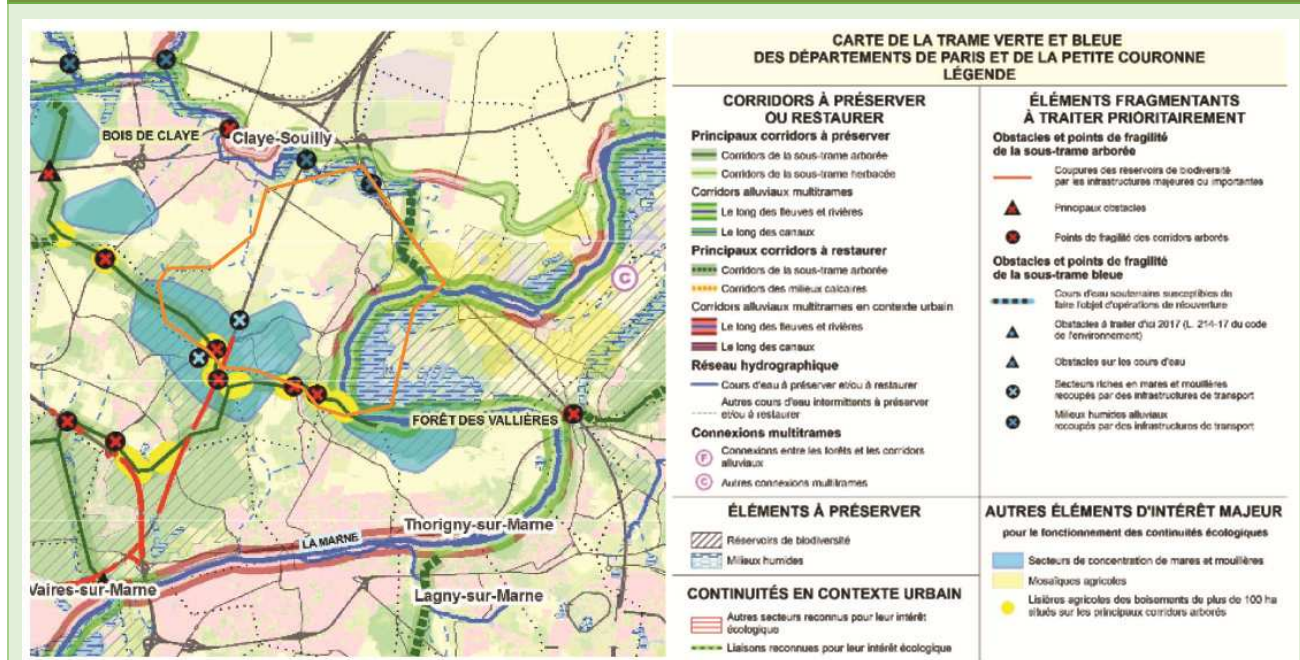 BOIS DE CLAYE
Claye-Souilly
C
FORÊT DES VALLIÈRES
Thorigny-sur-Marne
LA MARNE
Vaires-sur-Marne
Lagny-sur-Marne
CARTE DE LA TRAME VERTE ET BLEUE
DES DÉPARTEMENTS DE PARIS ET DE LA PETITE COURONNE
LÉGENDE
CORRIDORS À PRÉSERVER
OU RESTAURER
Principaux corridors à préserver
Corridors de la sous-trame arborée
Corridors de la sous-trame herbacée
Corridors alluviaux multitrames
Le long des fleuves et rivières
Le long des canaux
Principaux corridors à restaurer
Corridors de la sous-trame arborée
Corridors des milieux calcaires
Corridors alluviaux multitrames en contexte urbain
Le long des fleuves et rivières
Le long des canaux
Réseau hydrographique
Cours d'eau à préserver et/ou à restaurer
Autres cours d'eau intermittents à préserver
et/ou à restaurer
Connexions multitrames
F
Connexions entre les forêts et les corridors
alluviaux
C
Autres connexions multitrames
ÉLÉMENTS À PRÉSERVER
Réservoirs de biodiversité
Milieux humides
CONTINUITÉS EN CONTEXTE URBAIN
Autres secteurs reconnus pour leur intérêt
écologique
Liaisons reconnues pour leur intérêt écologique
ÉLÉMENTS FRAGMENTANTS
À TRAITER PRIORITAIREMENT
Obstacles et points de fragilité
de la sous-trame arborée
Coupures des réservoirs de biodiversité
par les infrastructures majeures ou importantes
Principaux obstacles
Points de fragilité des corridors arborés
Obstacles et points de fragilité
de la sous-trame bleue
Cours d'eau souterrains susceptibles de
faire l'objet d'opérations de réouverture
Obstacles à traiter d'ici 2017 (L. 214-17 du code
de l'environnement)
Obstacles sur les cours d'eau
Secteurs riches en mares et mouillères
recoupés par des infrastructures de transport
Milieux humides alluviaux
recoupés par des infrastructures de transport
AUTRES ÉLÉMENTS D'INTÉRÊT MAJEUR
pour le fonctionnement des continuités écologiques
Secteurs de concentration de mares et mouillères
Mosaïques agricoles
Lisières agricoles des boisements de plus de 100 ha
situés sur les principaux corridors arborés